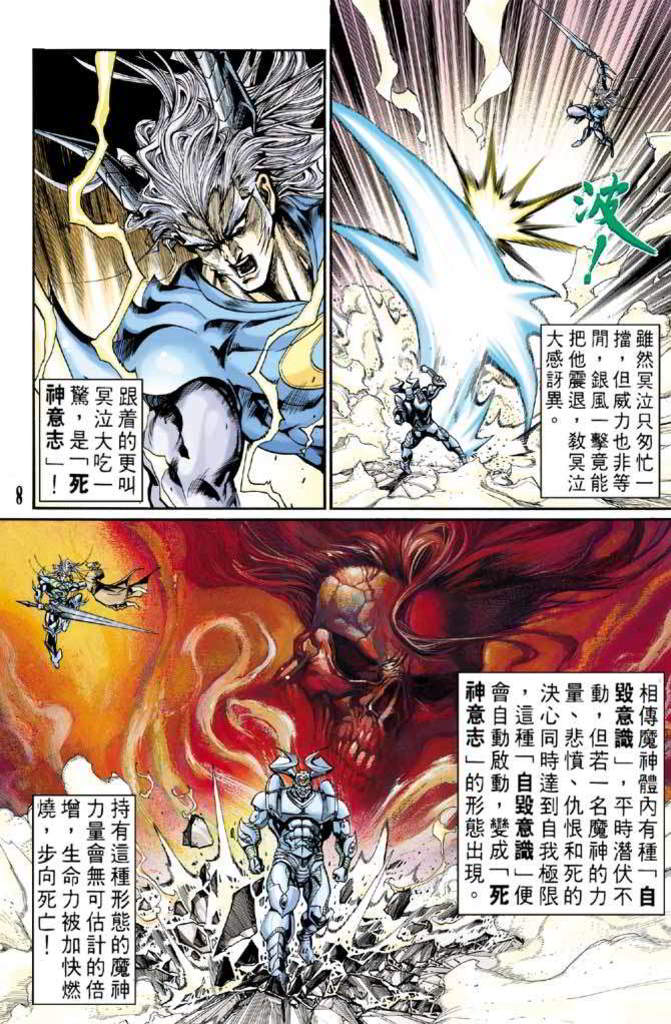 雖然冥泣只匆忙一
擋，但威力也非等
閒，銀風一擊竟能
把他震退，敎冥泣
大感訝異。
波！
跟着的更叫
冥泣大吃一
驚，是「死
神意志」！
8
相傳魔神體內有種「自
毀意識」，平時潛伏不
動，但若一名魔神的力
量、悲憤、仇恨和死的
決心同時達到自我極限
，這種「自毀意識」便
會自動啟動，變成「死
神意志」的形態出現。
持有這種形態的魔神
力量會無可估計的倍
增，生命力被加快燃
燒，步向死亡！